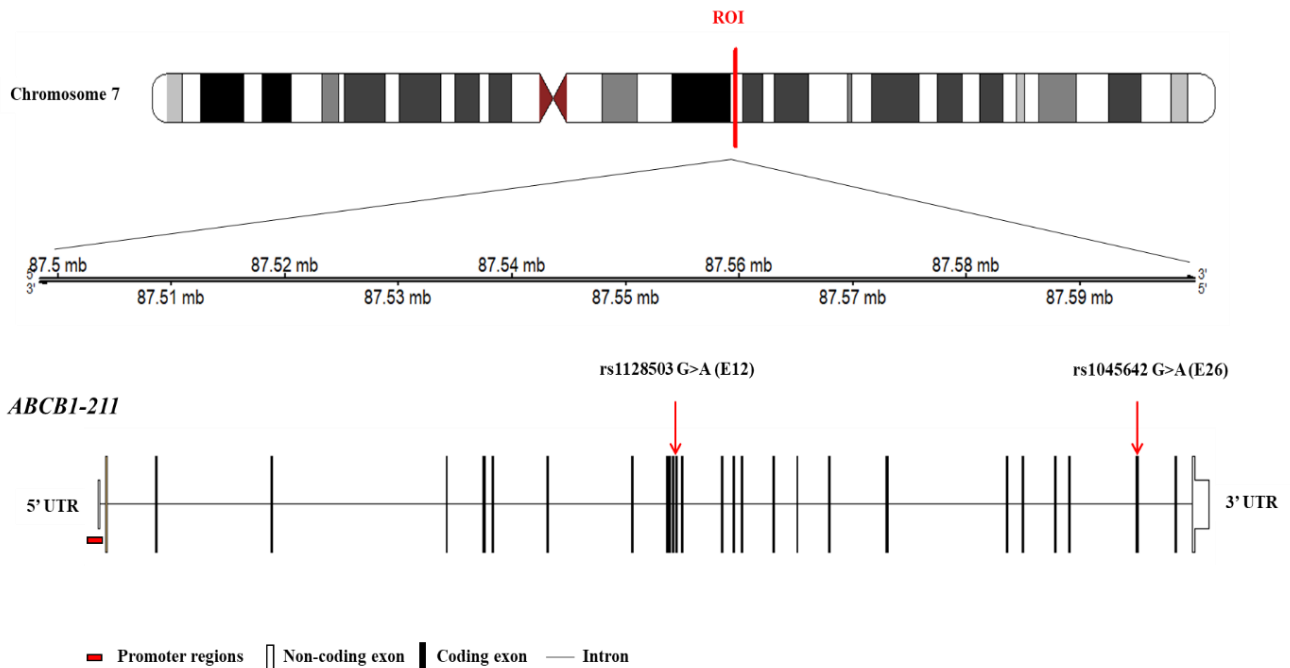 ROI
Chromosome 7
87.5 mb 87.52 mb 87.54 mb 87.56 mb 87.58 mb
5' 3'
3' 5'
87.51 mb 87.53 mb 87.55 mb 87.57 mb 87.59 mb
rs1128503 G>A (E12) rs1045642 G>A (E26)
ABCB1-211
5’ UTR 3’ UTR
Promoter regions Non-coding exon Coding exon Intron